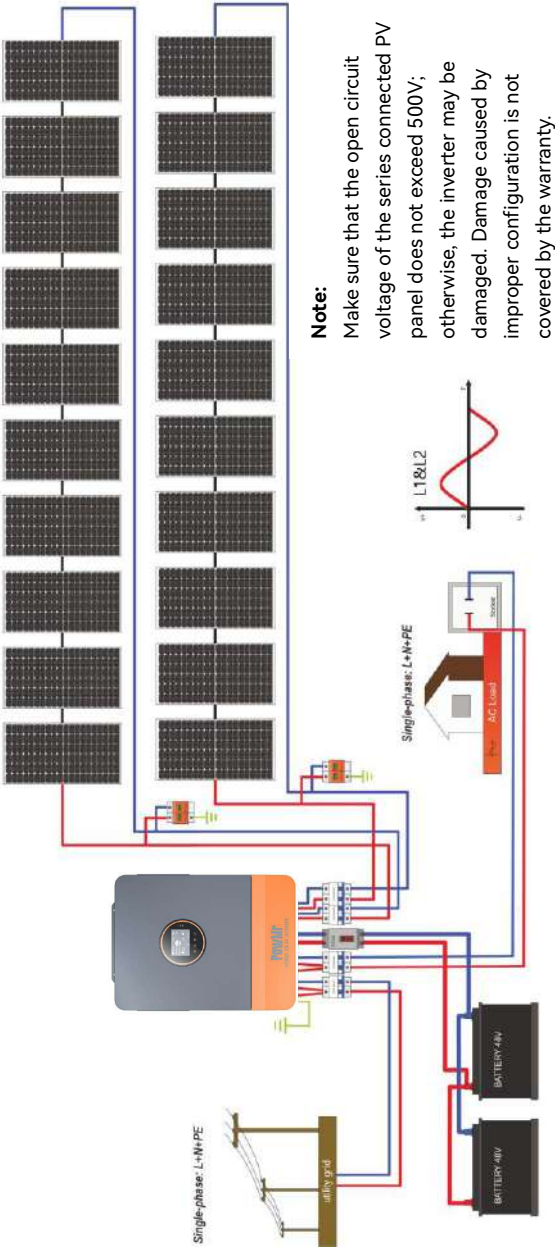 Note:
Make sure that the open circuit
voltage of the series connected PV
panel does not exceed 500V;
otherwise, the inverter may be
damaged. Damage caused by
improper configuration is not
covered by the warranty.
L1&L2
Single-phase: L+N+PE
AC Load
Socket
Single-phase: L+N+PE
utility grid
BATTERY 48V
BATTERY 48V